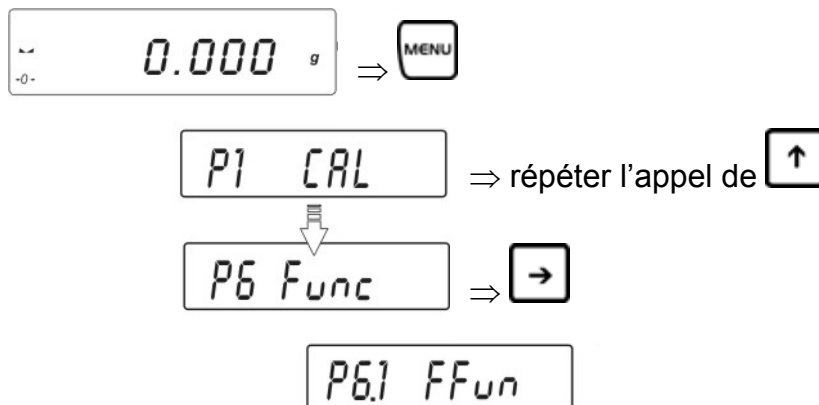 0.000 g ⇒ MENU
-0-
P1 CAL ⇒ répéter l’appel de ↑
P6 Func ⇒ →
P6.1 FFun